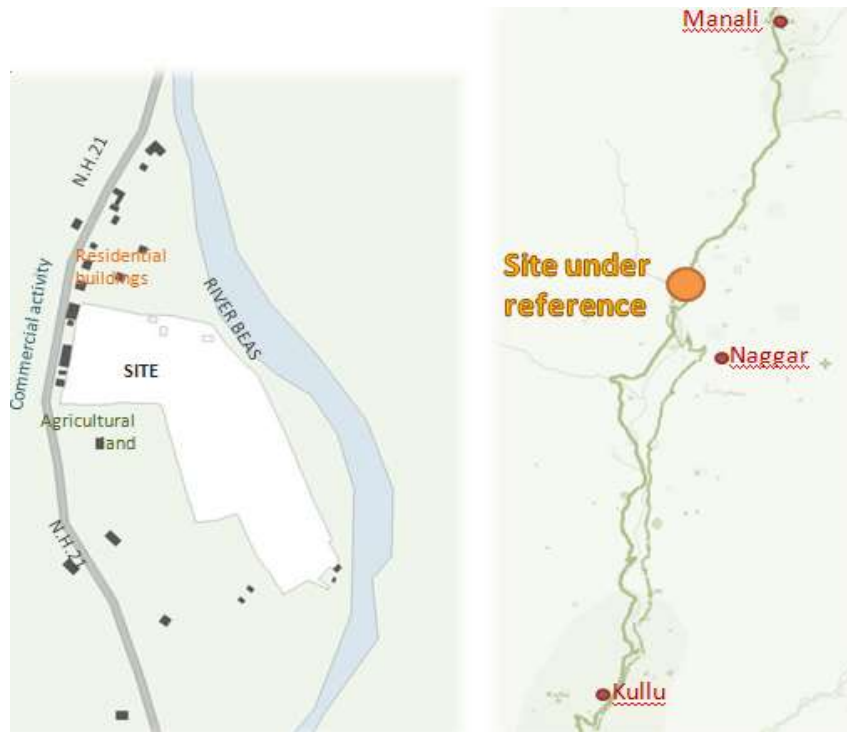 N.H.21
Residential
buildings
Commercial activity
RIVER BEAS
SITE
Agricultural
land
N.H.21
Manali
Site under
reference
Naggar
Kullu